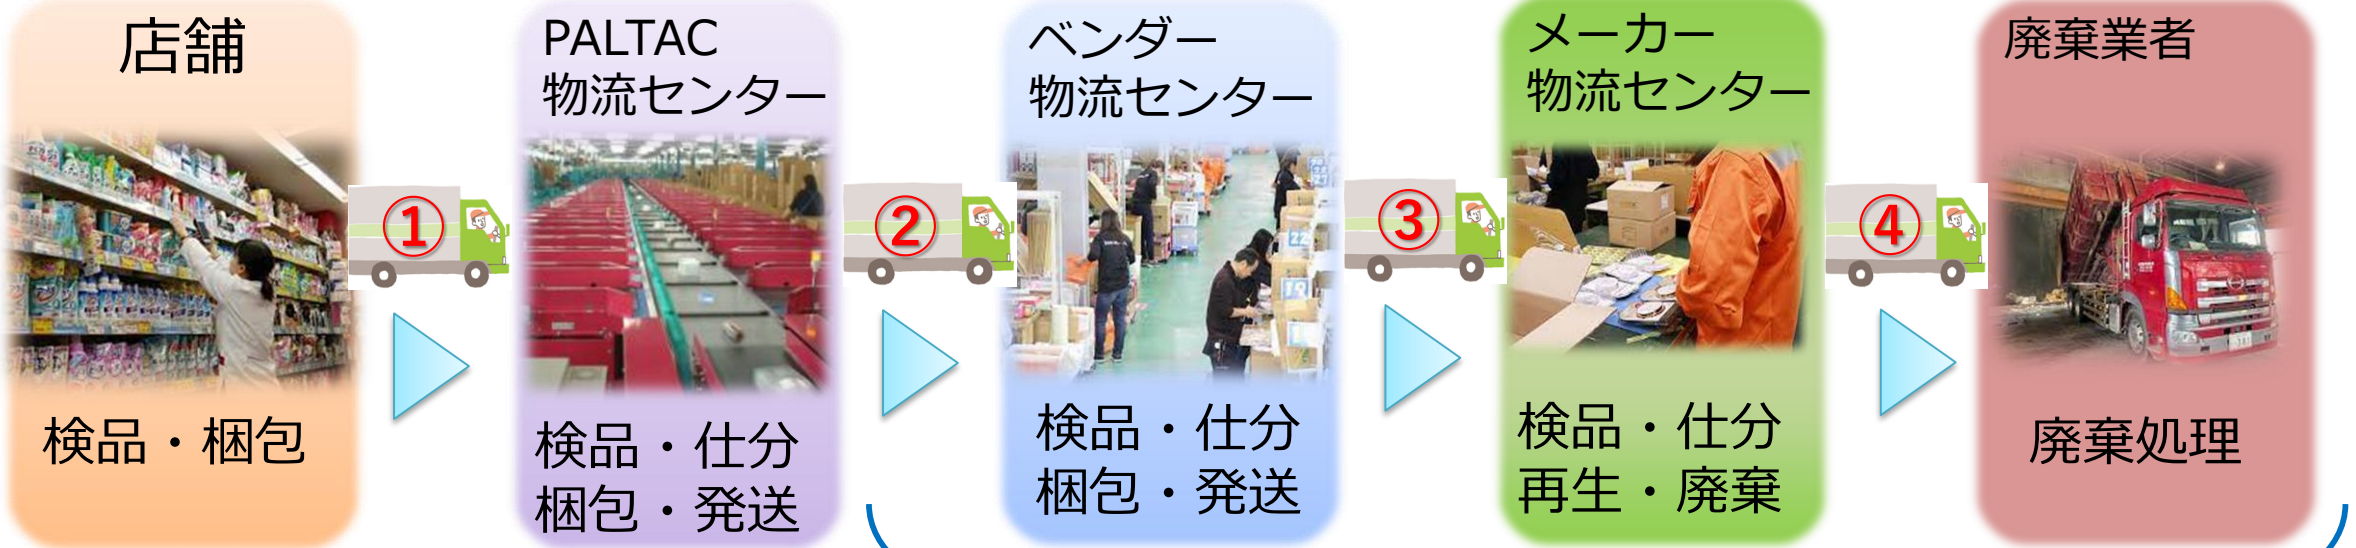 店舗
検品・梱包
①
PALTAC
物流センター
検品・仕分
梱包・発送
②
ベンダー
物流センター
検品・仕分
梱包・発送
③
メーカー
物流センター
検品・仕分
再生・廃棄
④
廃棄業者
廃棄処理